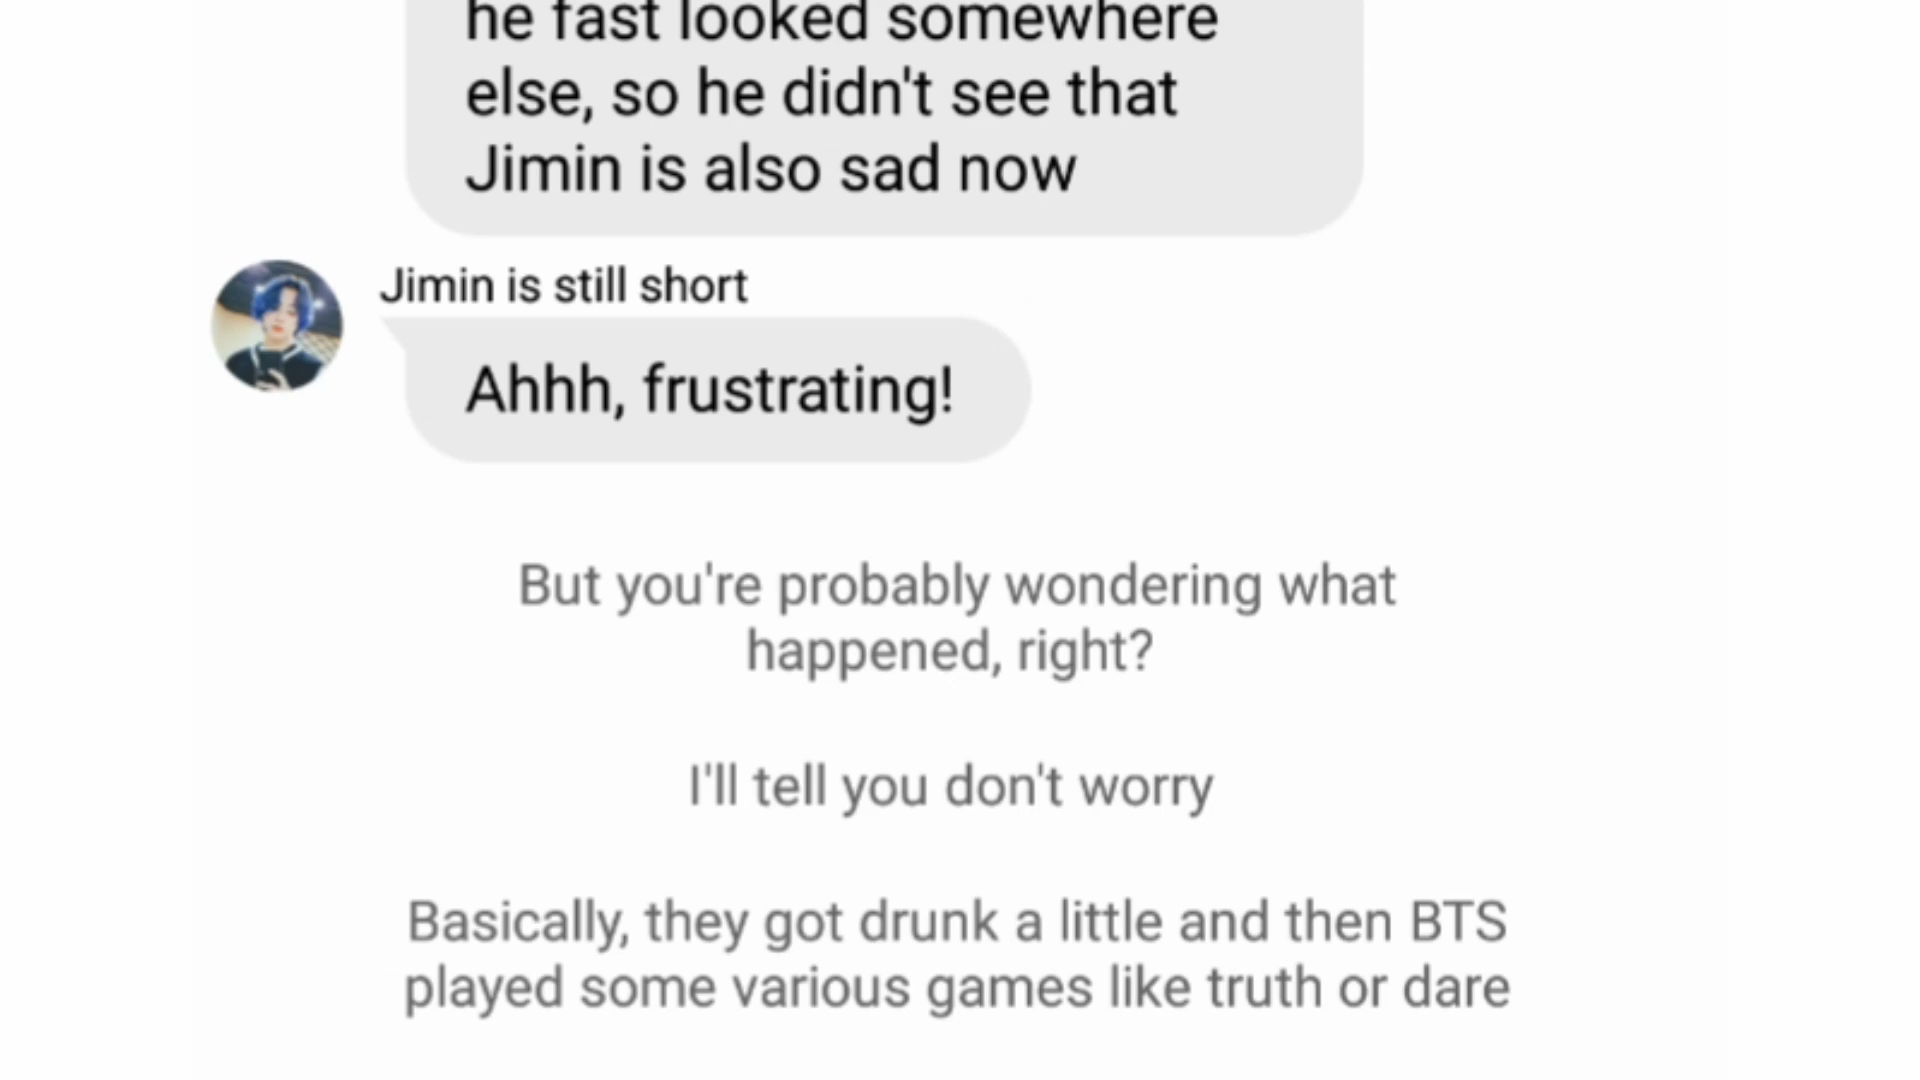 he fast looked somewhere
else, so he didn't see that
Jimin is also sad now
Jimin is still short
Ahhh, frustrating!
But you're probably wondering what
happened, right?
I'll tell you don't worry
Basically, they got drunk a little and then BTS
played some various games like truth or dare